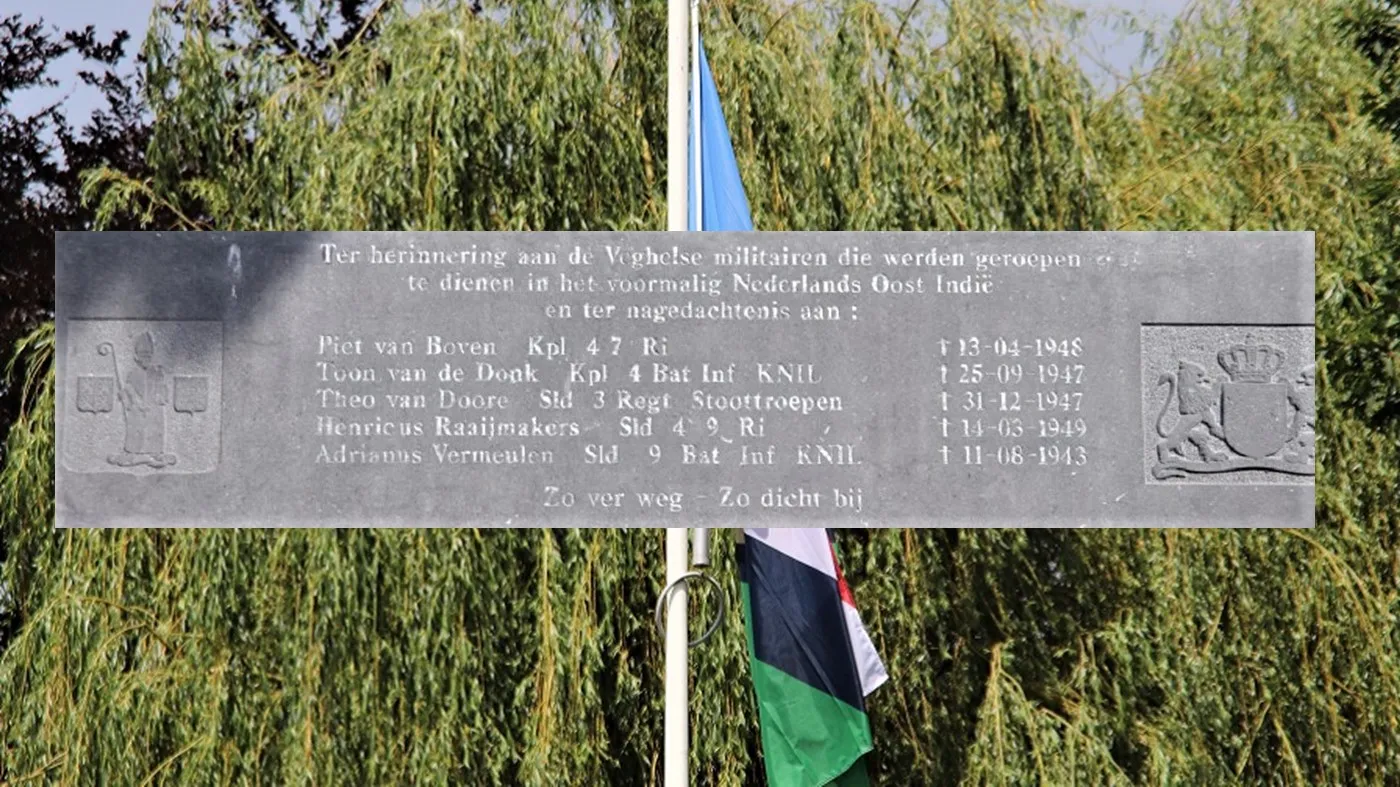 Ter herinnering aan de Veghelse militairen die werden geroepen
te dienen in het voormalig Nederlands Oost Indië
en ter nagedachtenis aan :
Piet van Boven Kpl 4 7 Ri † 13-04-1948
Toon van de Donk Kpl 4 Bat Inf KNIL † 25-09-1947
Theo van Doore Sld 3 Regt Stoottroepen † 31-12-1947
Henricus Raaijmakers Sld 4 9 Ri † 14-03-1949
Adrianus Vermeulen Sld 9 Bat Inf KNIL † 11-08-1943
Zo ver weg - Zo dicht bij